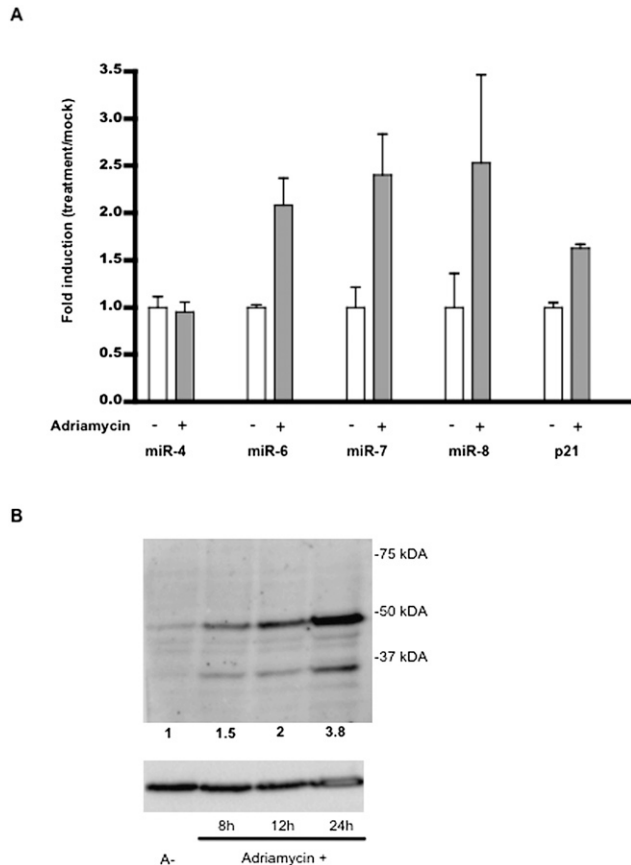 A
Fold induction (treatment/mock)
3.5
3.0
2.5
2.0
1.5
1.0
0.5
0.0
Adriamycin - + - + - + - + - +
miR-4 miR-6 miR-7 miR-8 p21
B
-75 kDA
-50 kDA
-37 kDA
1 1.5 2 3.8
8h 12h 24h
A- Adriamycin +